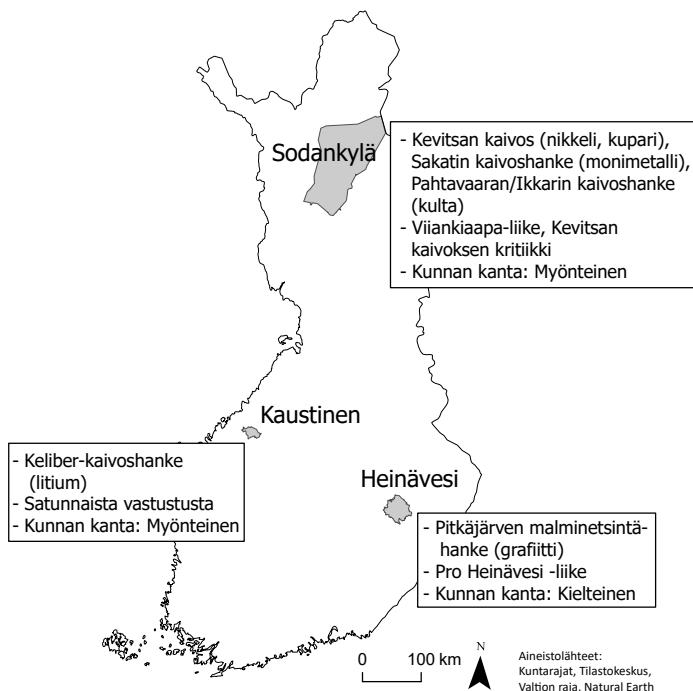 Sodankylä
- Kevitsan kaivos (nikkeli, kupari),
Sakatin kaivoshanke (monimetalli),
Pahtavaaran/Ikkarin kaivoshanke
(kulta)
- Viiankiaapa-liike, Kevitsan
kaivoksen kritiikki
- Kunnan kanta: Myönteinen
Kaustinen
- Keliber-kaivoshanke
(litium)
- Satunnaista vastustusta
- Kunnan kanta: Myönteinen
Heinävesi
- Pitkäjärven malminetsintä-
hanke (grafiitti)
- Pro Heinävesi -liike
- Kunnan kanta: Kielteinen
0 100 km
N
Aineistolähteet:
Kuntarajat, Tilastokeskus,
Valtion raja, Natural Earth